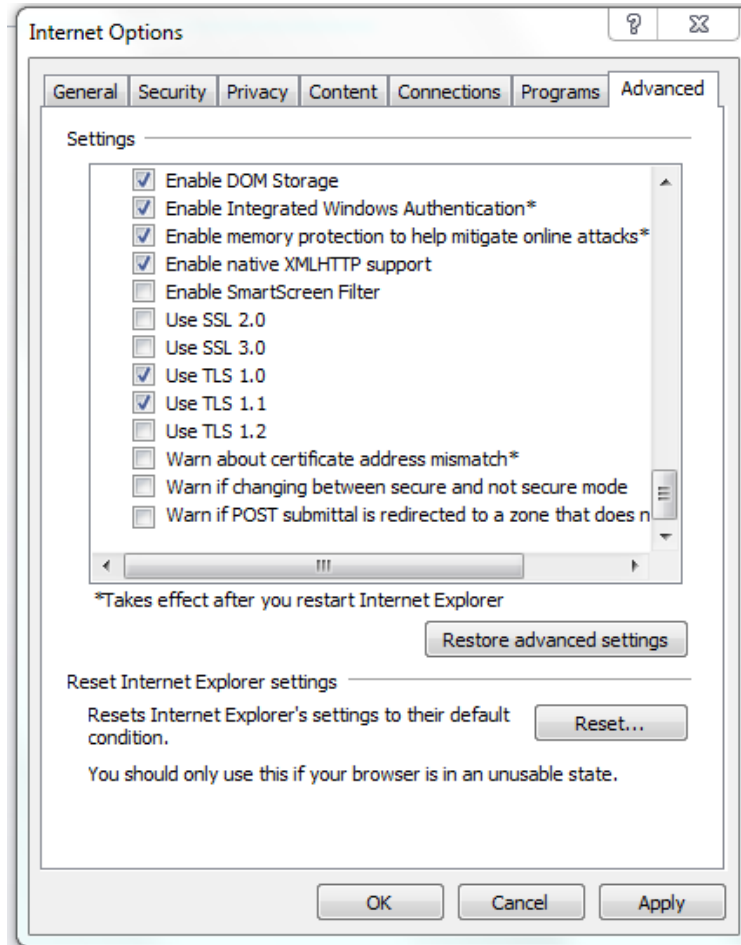 Internet Options
General Security Privacy Content Connections Programs Advanced
Settings
Enable DOM Storage
Enable Integrated Windows Authentication*
Enable memory protection to help mitigate online attacks*
Enable native XMLHTTP support
Enable SmartScreen Filter
Use SSL 2.0
Use SSL 3.0
Use TLS 1.0
Use TLS 1.1
Use TLS 1.2
Warn about certificate address mismatch*
Warn if changing between secure and not secure mode
Warn if POST submittal is redirected to a zone that does n
*Takes effect after you restart Internet Explorer
Restore advanced settings
Reset Internet Explorer settings
Resets Internet Explorer's settings to their default
condition.
Reset...
You should only use this if your browser is in an unusable state.
OK Cancel Apply